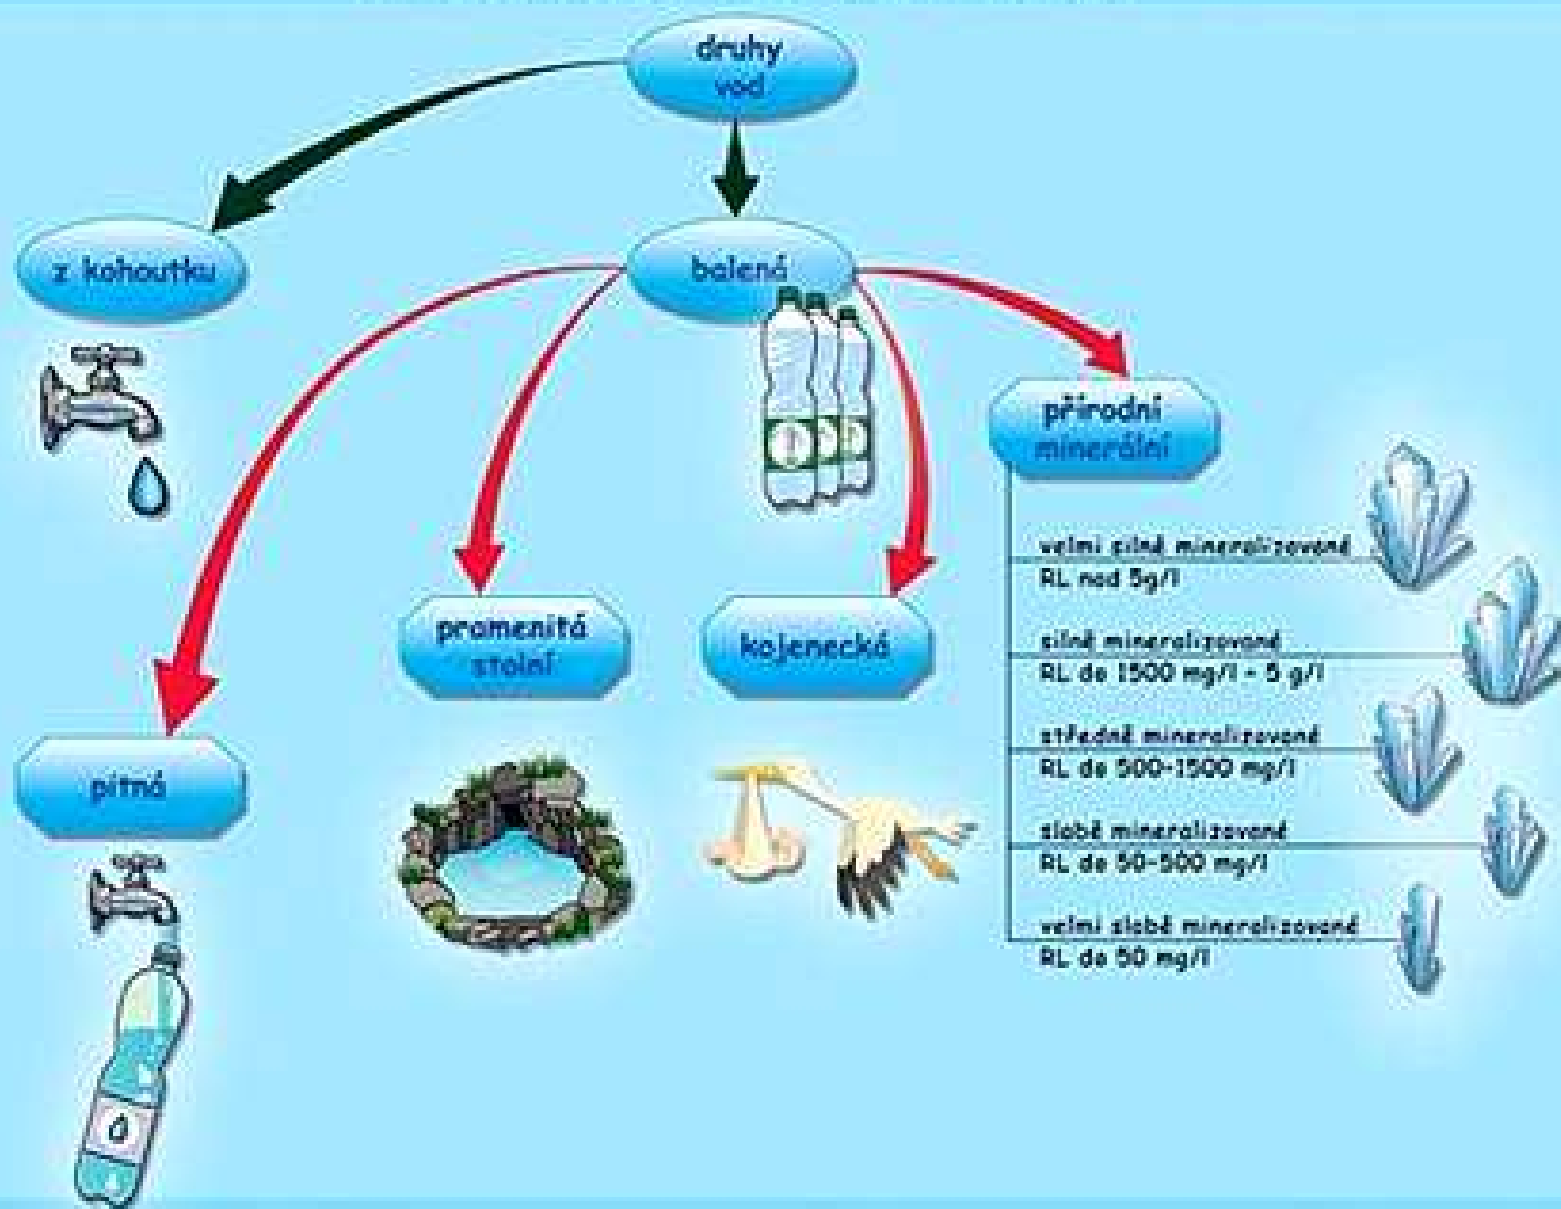 druhy
vod
z kohoutku
balená
přírodní
minerální
velmi silně mineralizované
RL nad 5g/l
silně mineralizované
RL do 1500 mg/l - 5 g/l
středně mineralizované
RL do 500-1500 mg/l
slabě mineralizované
RL do 50-500 mg/l
velmi slabě mineralizované
RL do 50 mg/l
pramenitá
stolní
kojenecká
pitná